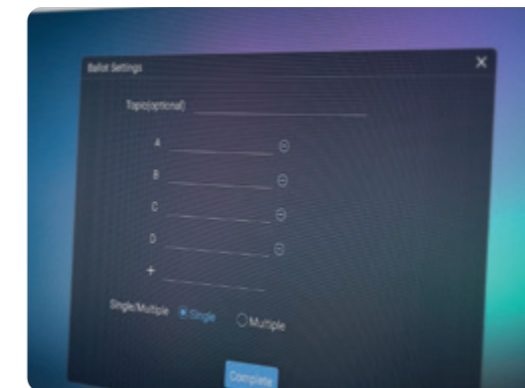 Ballot Settings ×
Topic(optional)
A
B
C
D
+
Single/Multiple Single Multiple
Complete